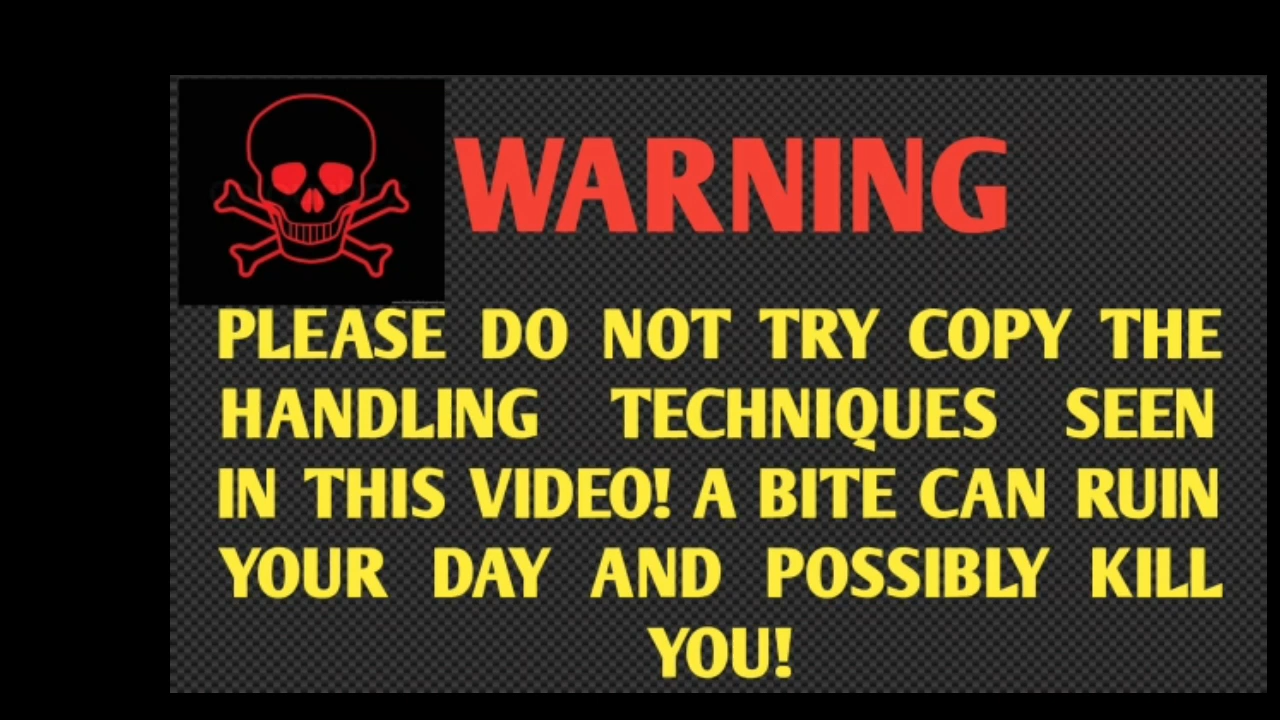 WARNING
PLEASE DO NOT TRY COPY THE
HANDLING TECHNIQUES SEEN
IN THIS VIDEO! A BITE CAN RUIN
YOUR DAY AND POSSIBLY KILL
YOU!